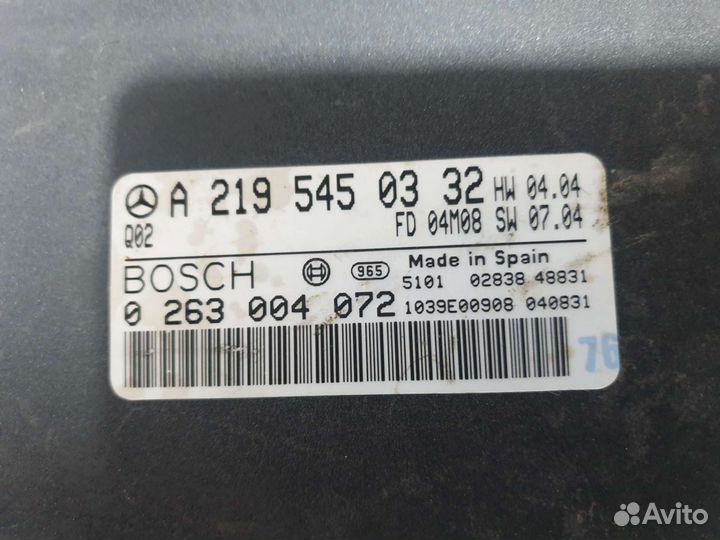 A 219 545 03 32 HW 04.04
Q02 FD 04M08 SW 07.04
BOSCH 965 Made in Spain
5101 02838 48831
0 263 004 072 1039E00908 040831
76
Avito